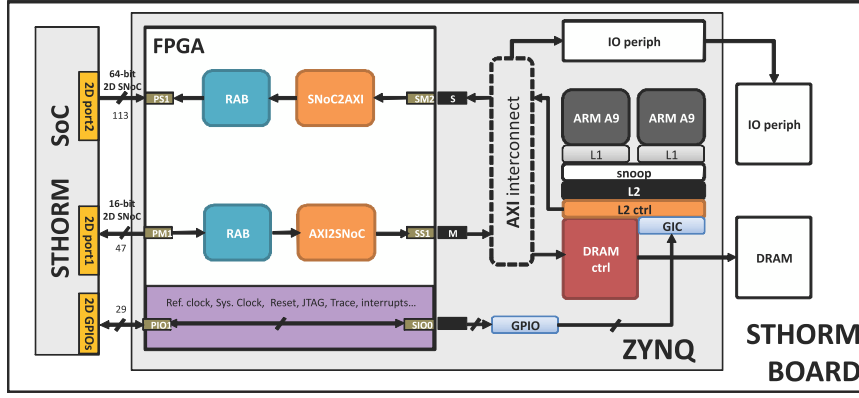 STHORM SoC
2D port2
2D port1
2D GPIOs
64-bit
2D SNoC
113
16-bit
2D SNoC
47
29
FPGA
PS1
RAB
SNoC2AXI
SM2
S
PM1
RAB
AXI2SNoC
SS1
M
Ref. clock, Sys. Clock, Reset, JTAG, Trace, interrupts...
PIO1
SIO0
GPIO
AXI interconnect
IO periph
ARM A9
ARM A9
L1
L1
snoop
L2
L2 ctrl
GIC
DRAM
ctrl
ZYNQ
IO periph
DRAM
STHORM
BOARD